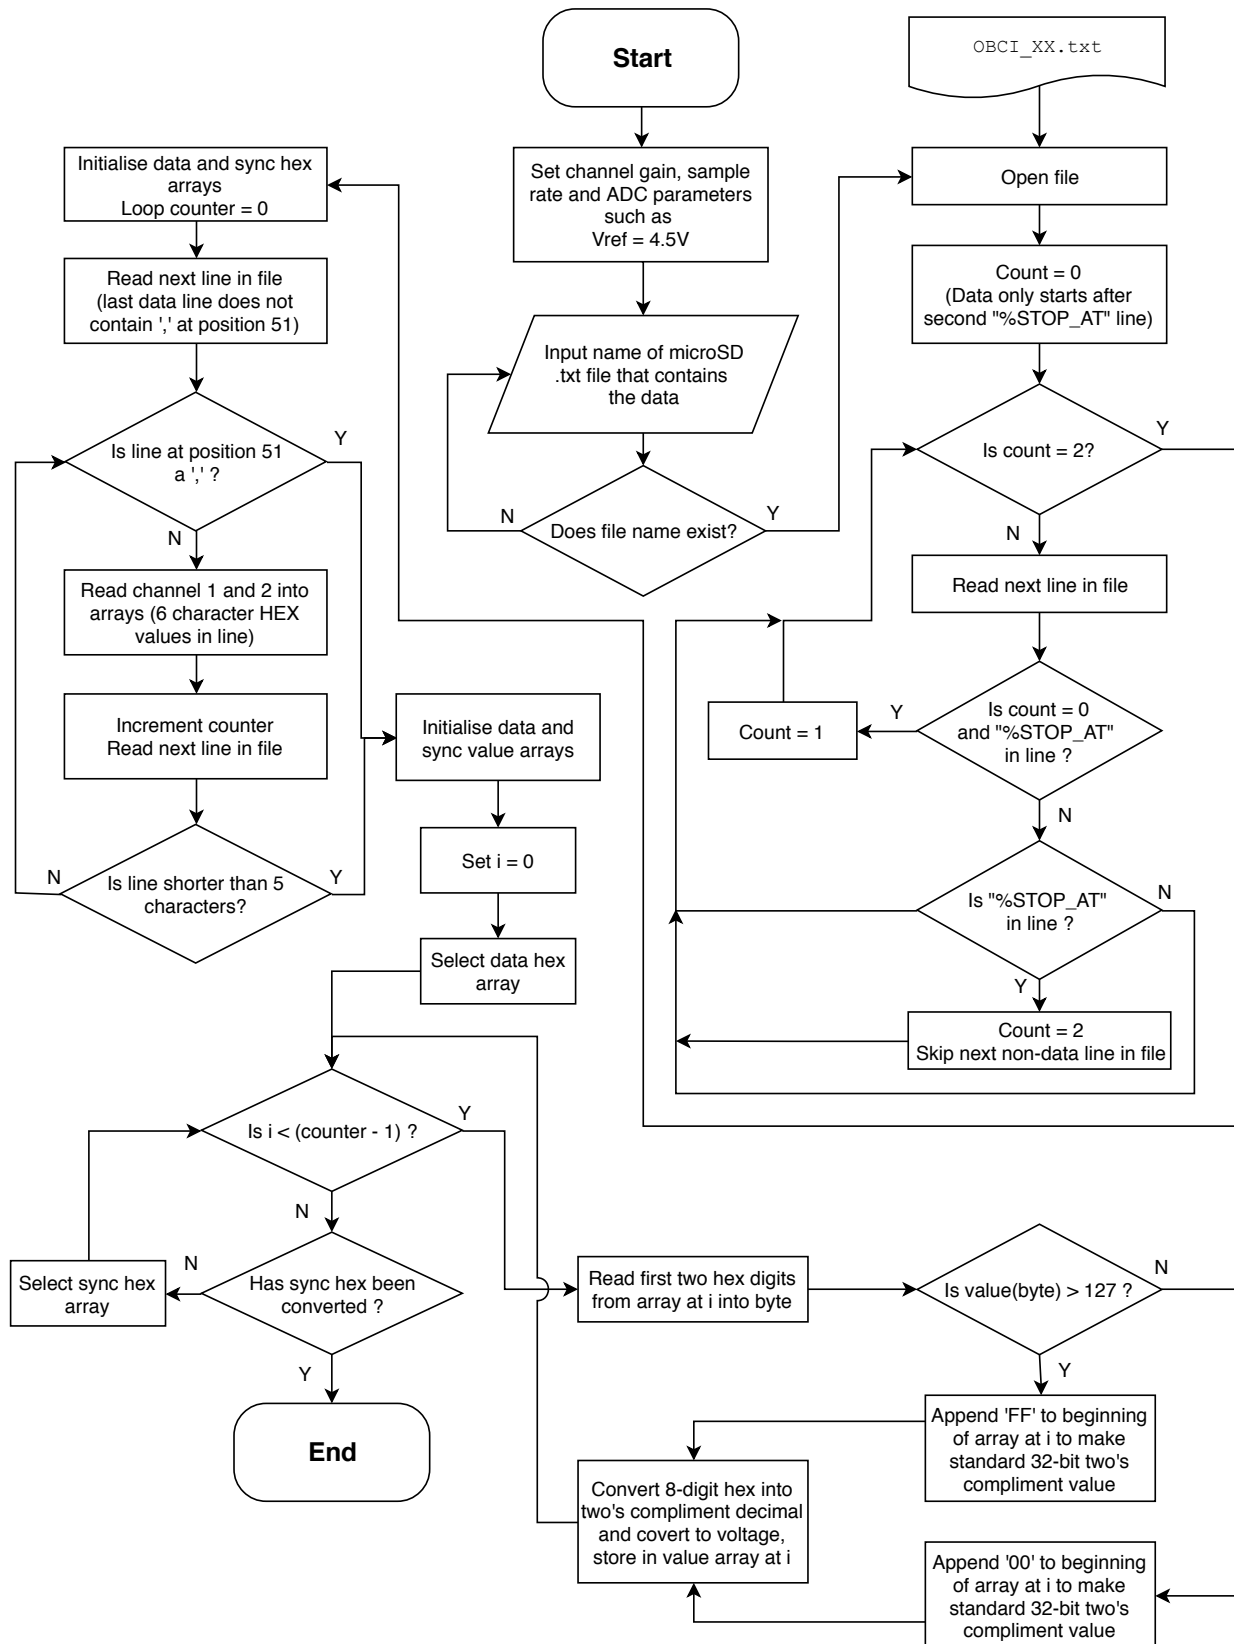 Start
OBCI_XX.txt
Initialise data and sync hex
arrays
Loop counter = 0
Set channel gain, sample
rate and ADC parameters
such as
Vref = 4.5V
Open file
Read next line in file
(last data line does not
contain ',' at position 51)
Count = 0
(Data only starts after
second "%STOP_AT" line)
Input name of microSD
.txt file that contains
the data
Is line at position 51
a ',' ?
Y
N
Is count = 2?
Y
N
Does file name exist?
N
Y
Read channel 1 and 2 into
arrays (6 character HEX
values in line)
Read next line in file
Increment counter
Read next line in file
Initialise data and
sync value arrays
Count = 1
Y
Is count = 0
and "%STOP_AT"
in line ?
N
Set i = 0
Is line shorter than 5
characters?
N
Y
Is "%STOP_AT"
in line ?
N
Y
Select data hex
array
Count = 2
Skip next non-data line in file
Is i < (counter - 1) ?
Y
N
Select sync hex
array
N
Has sync hex been
converted ?
Y
Read first two hex digits
from array at i into byte
Is value(byte) > 127 ?
N
Y
End
Append 'FF' to beginning
of array at i to make
standard 32-bit two's
compliment value
Convert 8-digit hex into
two's compliment decimal
and covert to voltage,
store in value array at i
Append '00' to beginning
of array at i to make
standard 32-bit two's
compliment value